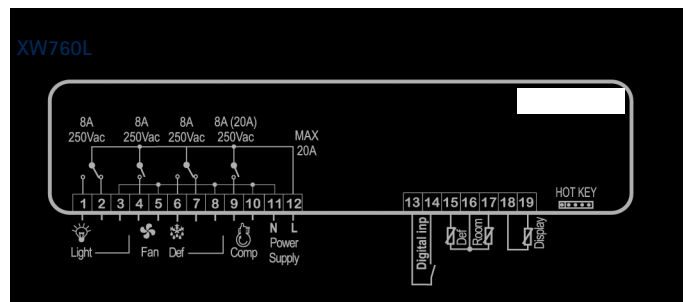 XW760L
8A 8A 8A 8A (20A)
250Vac 250Vac 250Vac 250Vac
MAX
20A
HOT KEY
1 2 3 4 5 6 7 8 9 10 11 12
13 14 15 16 17 18 19
N L
Light Fan Def Comp
Power
Supply
Digital inp
Def
Room
Display